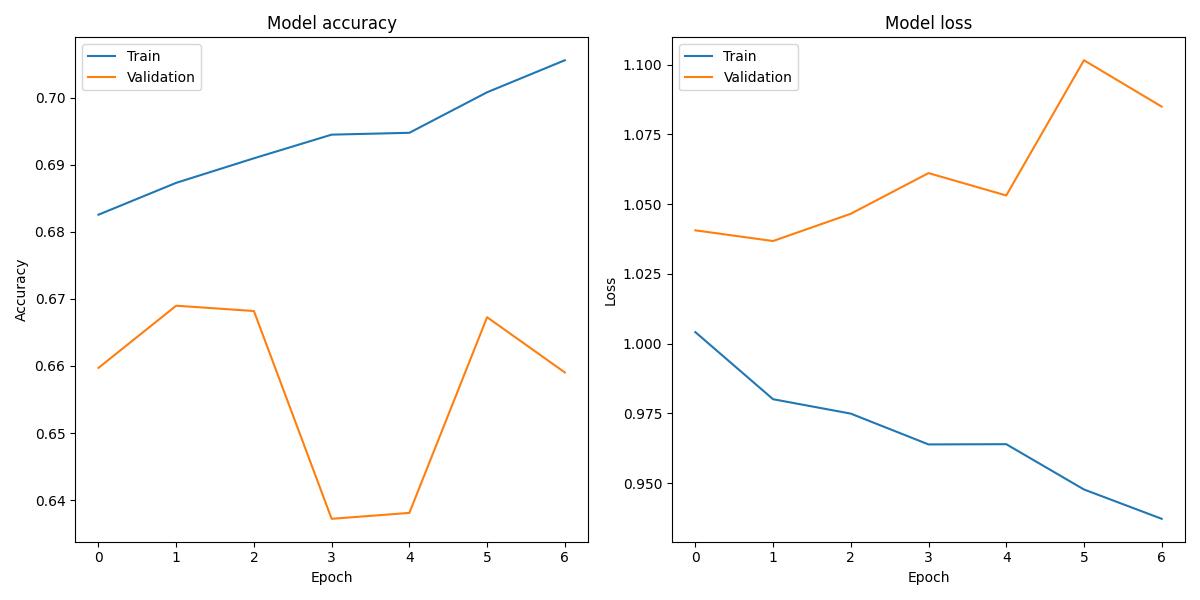 Model accuracy
Train
Validation
0.70
0.69
0.68
0.67
0.66
0.65
0.64
Accuracy
0 1 2 3 4 5 6
Epoch
Model loss
Train
Validation
1.100
1.075
1.050
1.025
1.000
0.975
0.950
Loss
0 1 2 3 4 5 6
Epoch